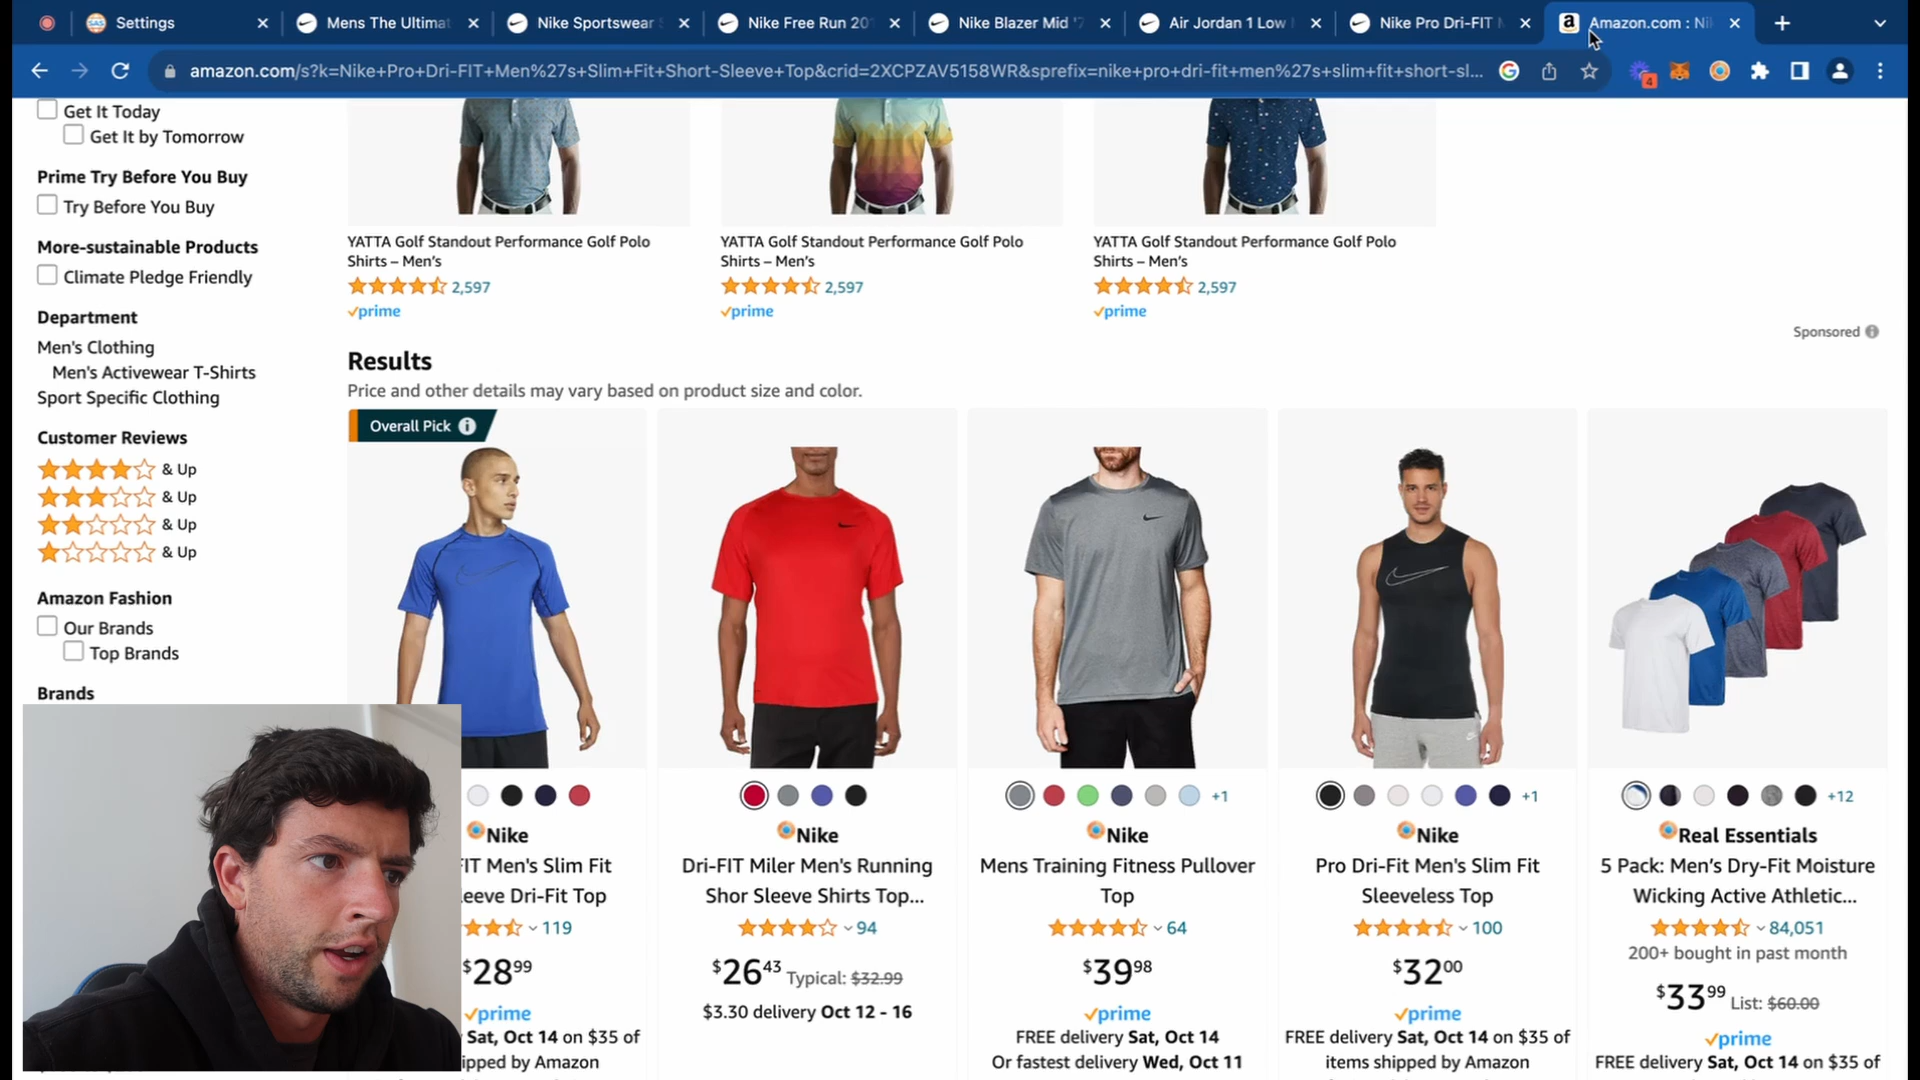 Settings
Mens The Ultimat
Nike Sportswear
Nike Free Run 20
Nike Blazer Mid '7
Air Jordan 1 Low
Nike Pro Dri-FIT
Amazon.com : Ni
amazon.com/s?k=Nike+Pro+Dri-FIT+Men%27s+Slim+Fit+Short-Sleeve+Top&crid=2XCPZAV5158WR&sprefix=nike+pro+dri-fit+men%27s+slim+fit+short-sl...
4
Get It Today
Get It by Tomorrow
Prime Try Before You Buy
Try Before You Buy
More-sustainable Products
Climate Pledge Friendly
Department
Men's Clothing
Men's Activewear T-Shirts
Sport Specific Clothing
Customer Reviews
& Up
& Up
& Up
& Up
Amazon Fashion
Our Brands
Top Brands
Brands
YATTA Golf Standout Performance Golf Polo
Shirts – Men's
2,597
prime
YATTA Golf Standout Performance Golf Polo
Shirts – Men's
2,597
prime
YATTA Golf Standout Performance Golf Polo
Shirts – Men's
2,597
prime
Sponsored
Results
Price and other details may vary based on product size and color.
Overall Pick
Nike
FIT Men's Slim Fit
eeve Dri-Fit Top
119
$28 99
prime
Sat, Oct 14 on $35 of
ipped by Amazon
Nike
Dri-FIT Miler Men's Running
Shor Sleeve Shirts Top...
94
$26 43 Typical: $32.99
$3.30 delivery Oct 12 - 16
+1
Nike
Mens Training Fitness Pullover
Top
64
$39 98
prime
FREE delivery Sat, Oct 14
Or fastest delivery Wed, Oct 11
+1
Nike
Pro Dri-Fit Men's Slim Fit
Sleeveless Top
100
$32 00
prime
FREE delivery Sat, Oct 14 on $35 of
items shipped by Amazon
+12
Real Essentials
5 Pack: Men's Dry-Fit Moisture
Wicking Active Athletic...
84,051
200+ bought in past month
$33 99 List: $60.00
prime
FREE delivery Sat, Oct 14 on $35 of